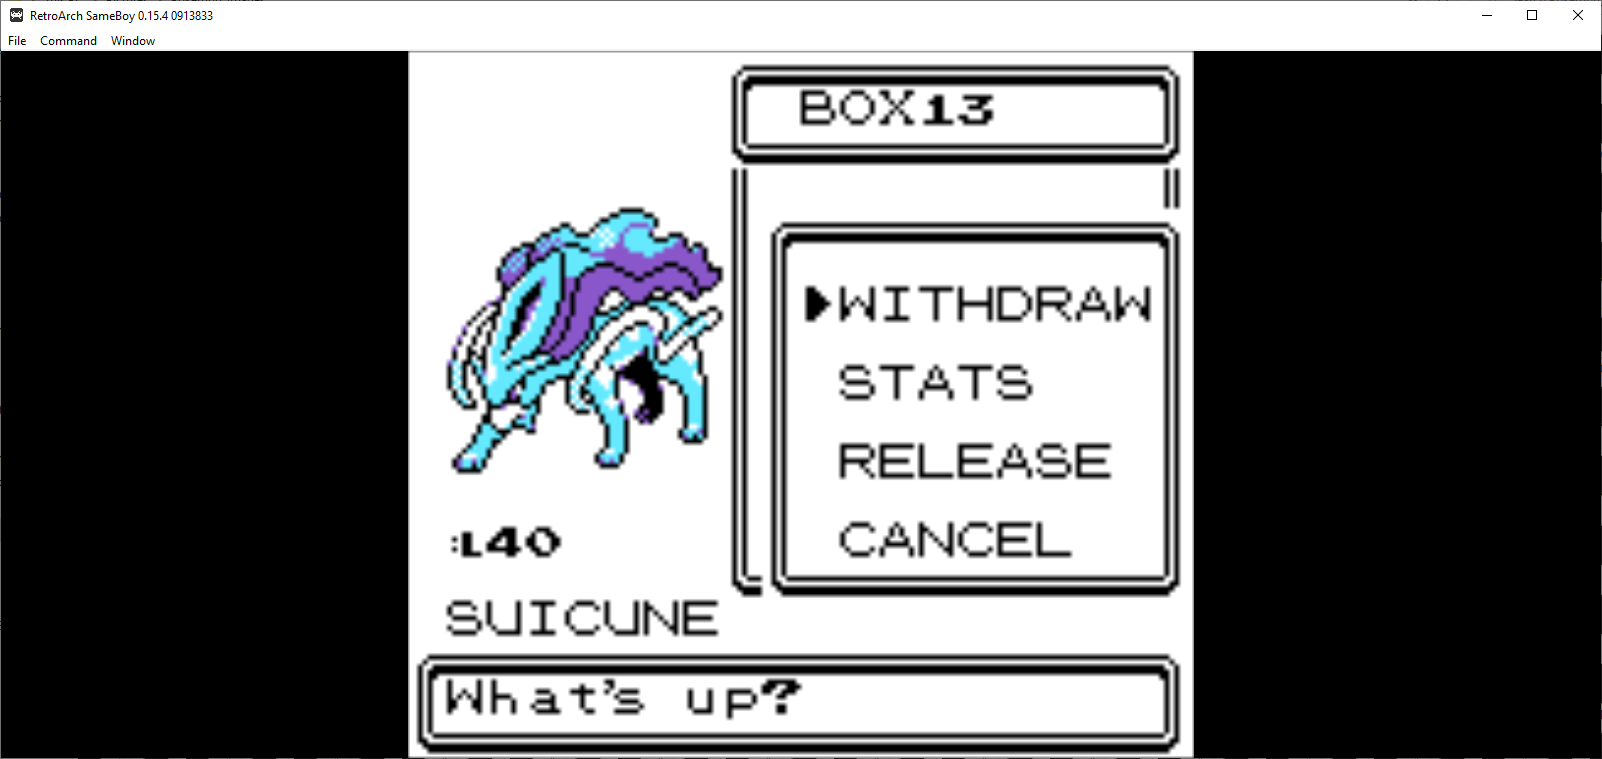 RetroArch SameBoy 0.15.4 0913833
File Command Window
BOX13
WITHDRAW
STATS
RELEASE
CANCEL
:L40
SUICUNE
What's up?